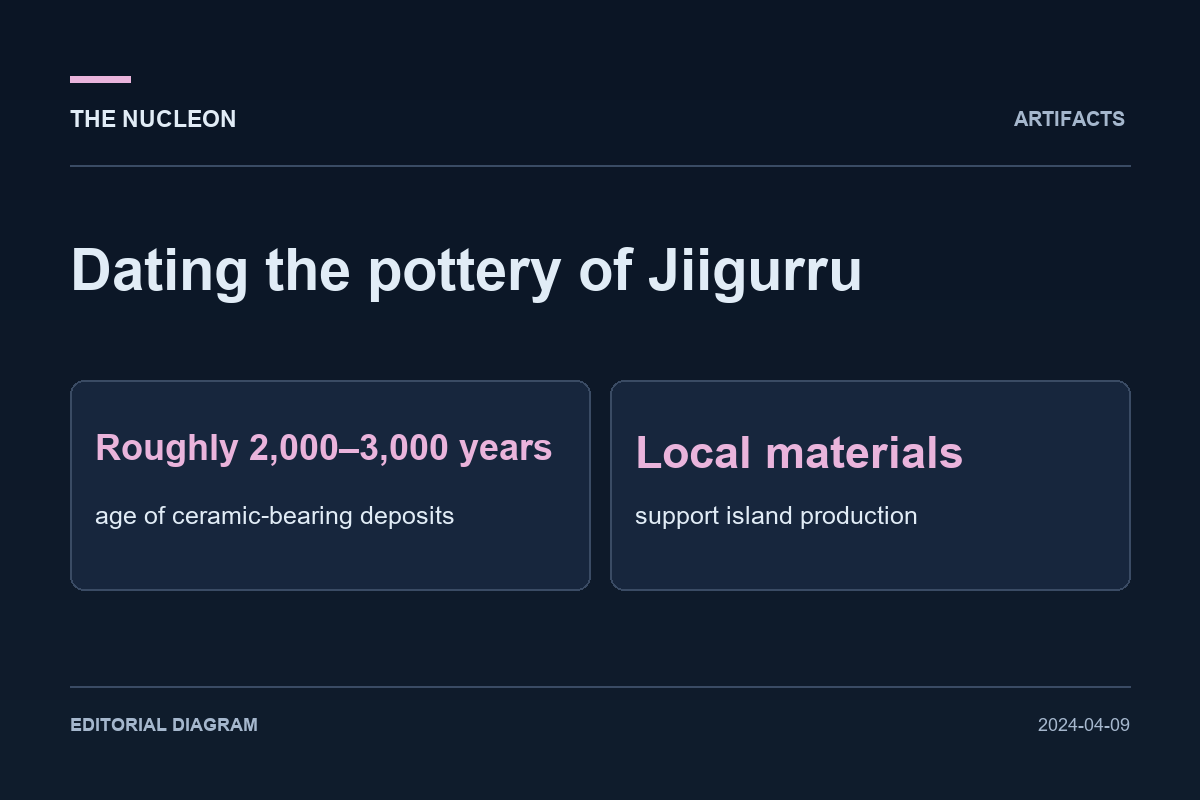 THE NUCLEON
ARTIFACTS
Dating the pottery of Jiigurru
Roughly 2,000–3,000 years
age of ceramic-bearing deposits
Local materials
support island production
EDITORIAL DIAGRAM
2024-04-09